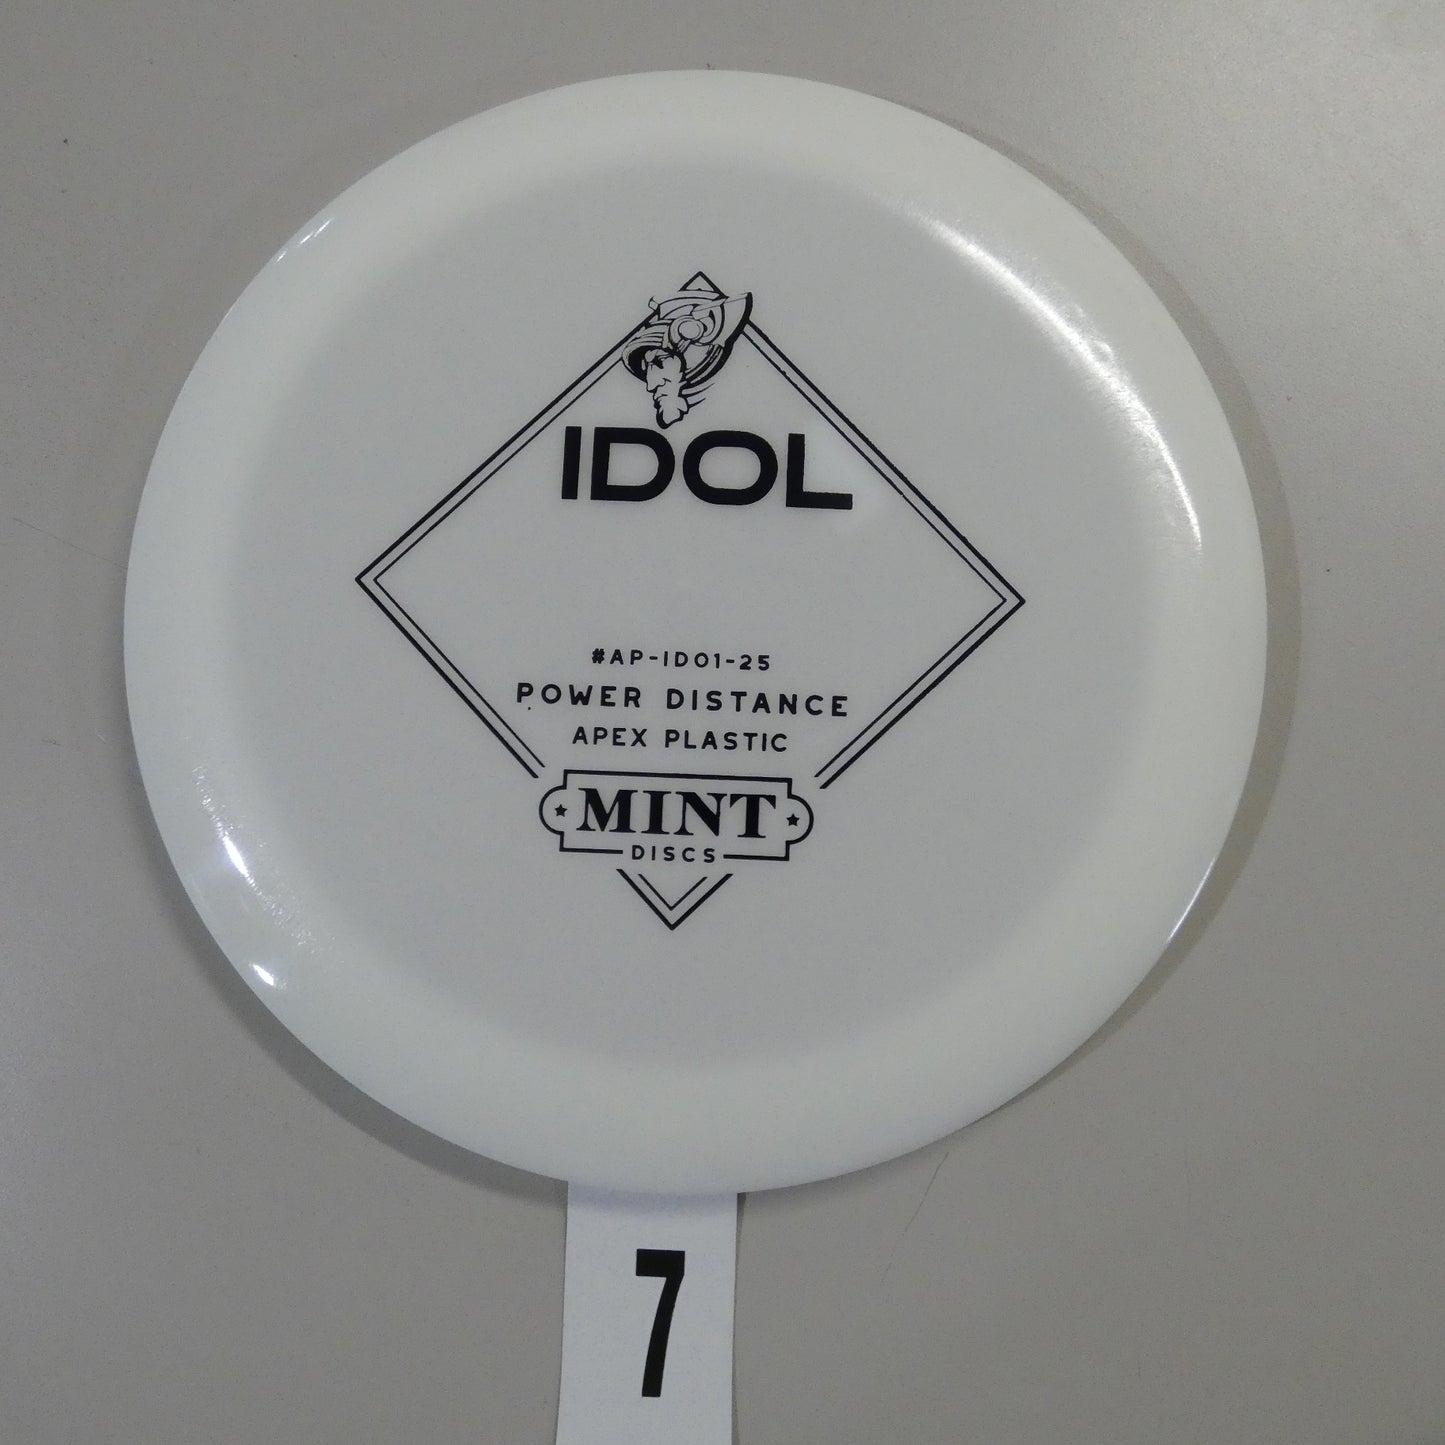 IDOL
#AP-ID01-25
POWER DISTANCE
APEX PLASTIC
MINT
DISCS
7